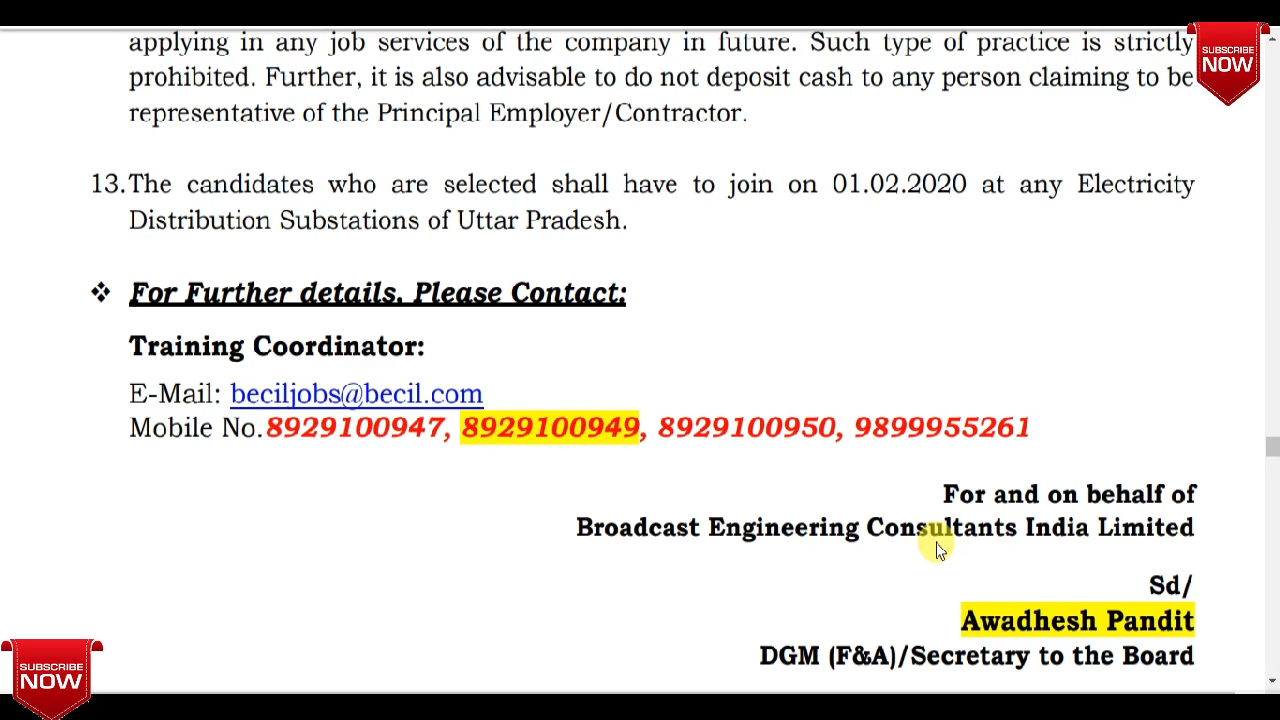 applying in any job services of the company in future. Such type of practice is strictly
prohibited. Further, it is also advisable to do not deposit cash to any person claiming to be
representative of the Principal Employer/Contractor.
13.The candidates who are selected shall have to join on 01.02.2020 at any Electricity
Distribution Substations of Uttar Pradesh.
❖ For Further details, Please Contact:
Training Coordinator:
E-Mail: beciljobs@becil.com
Mobile No.8929100947, 8929100949, 8929100950, 9899955261
For and on behalf of
Broadcast Engineering Consultants India Limited
Sd/
Awadhesh Pandit
DGM (F&A)/Secretary to the Board
SUBSCRIBE
NOW
SUBSCRIBE
NOW